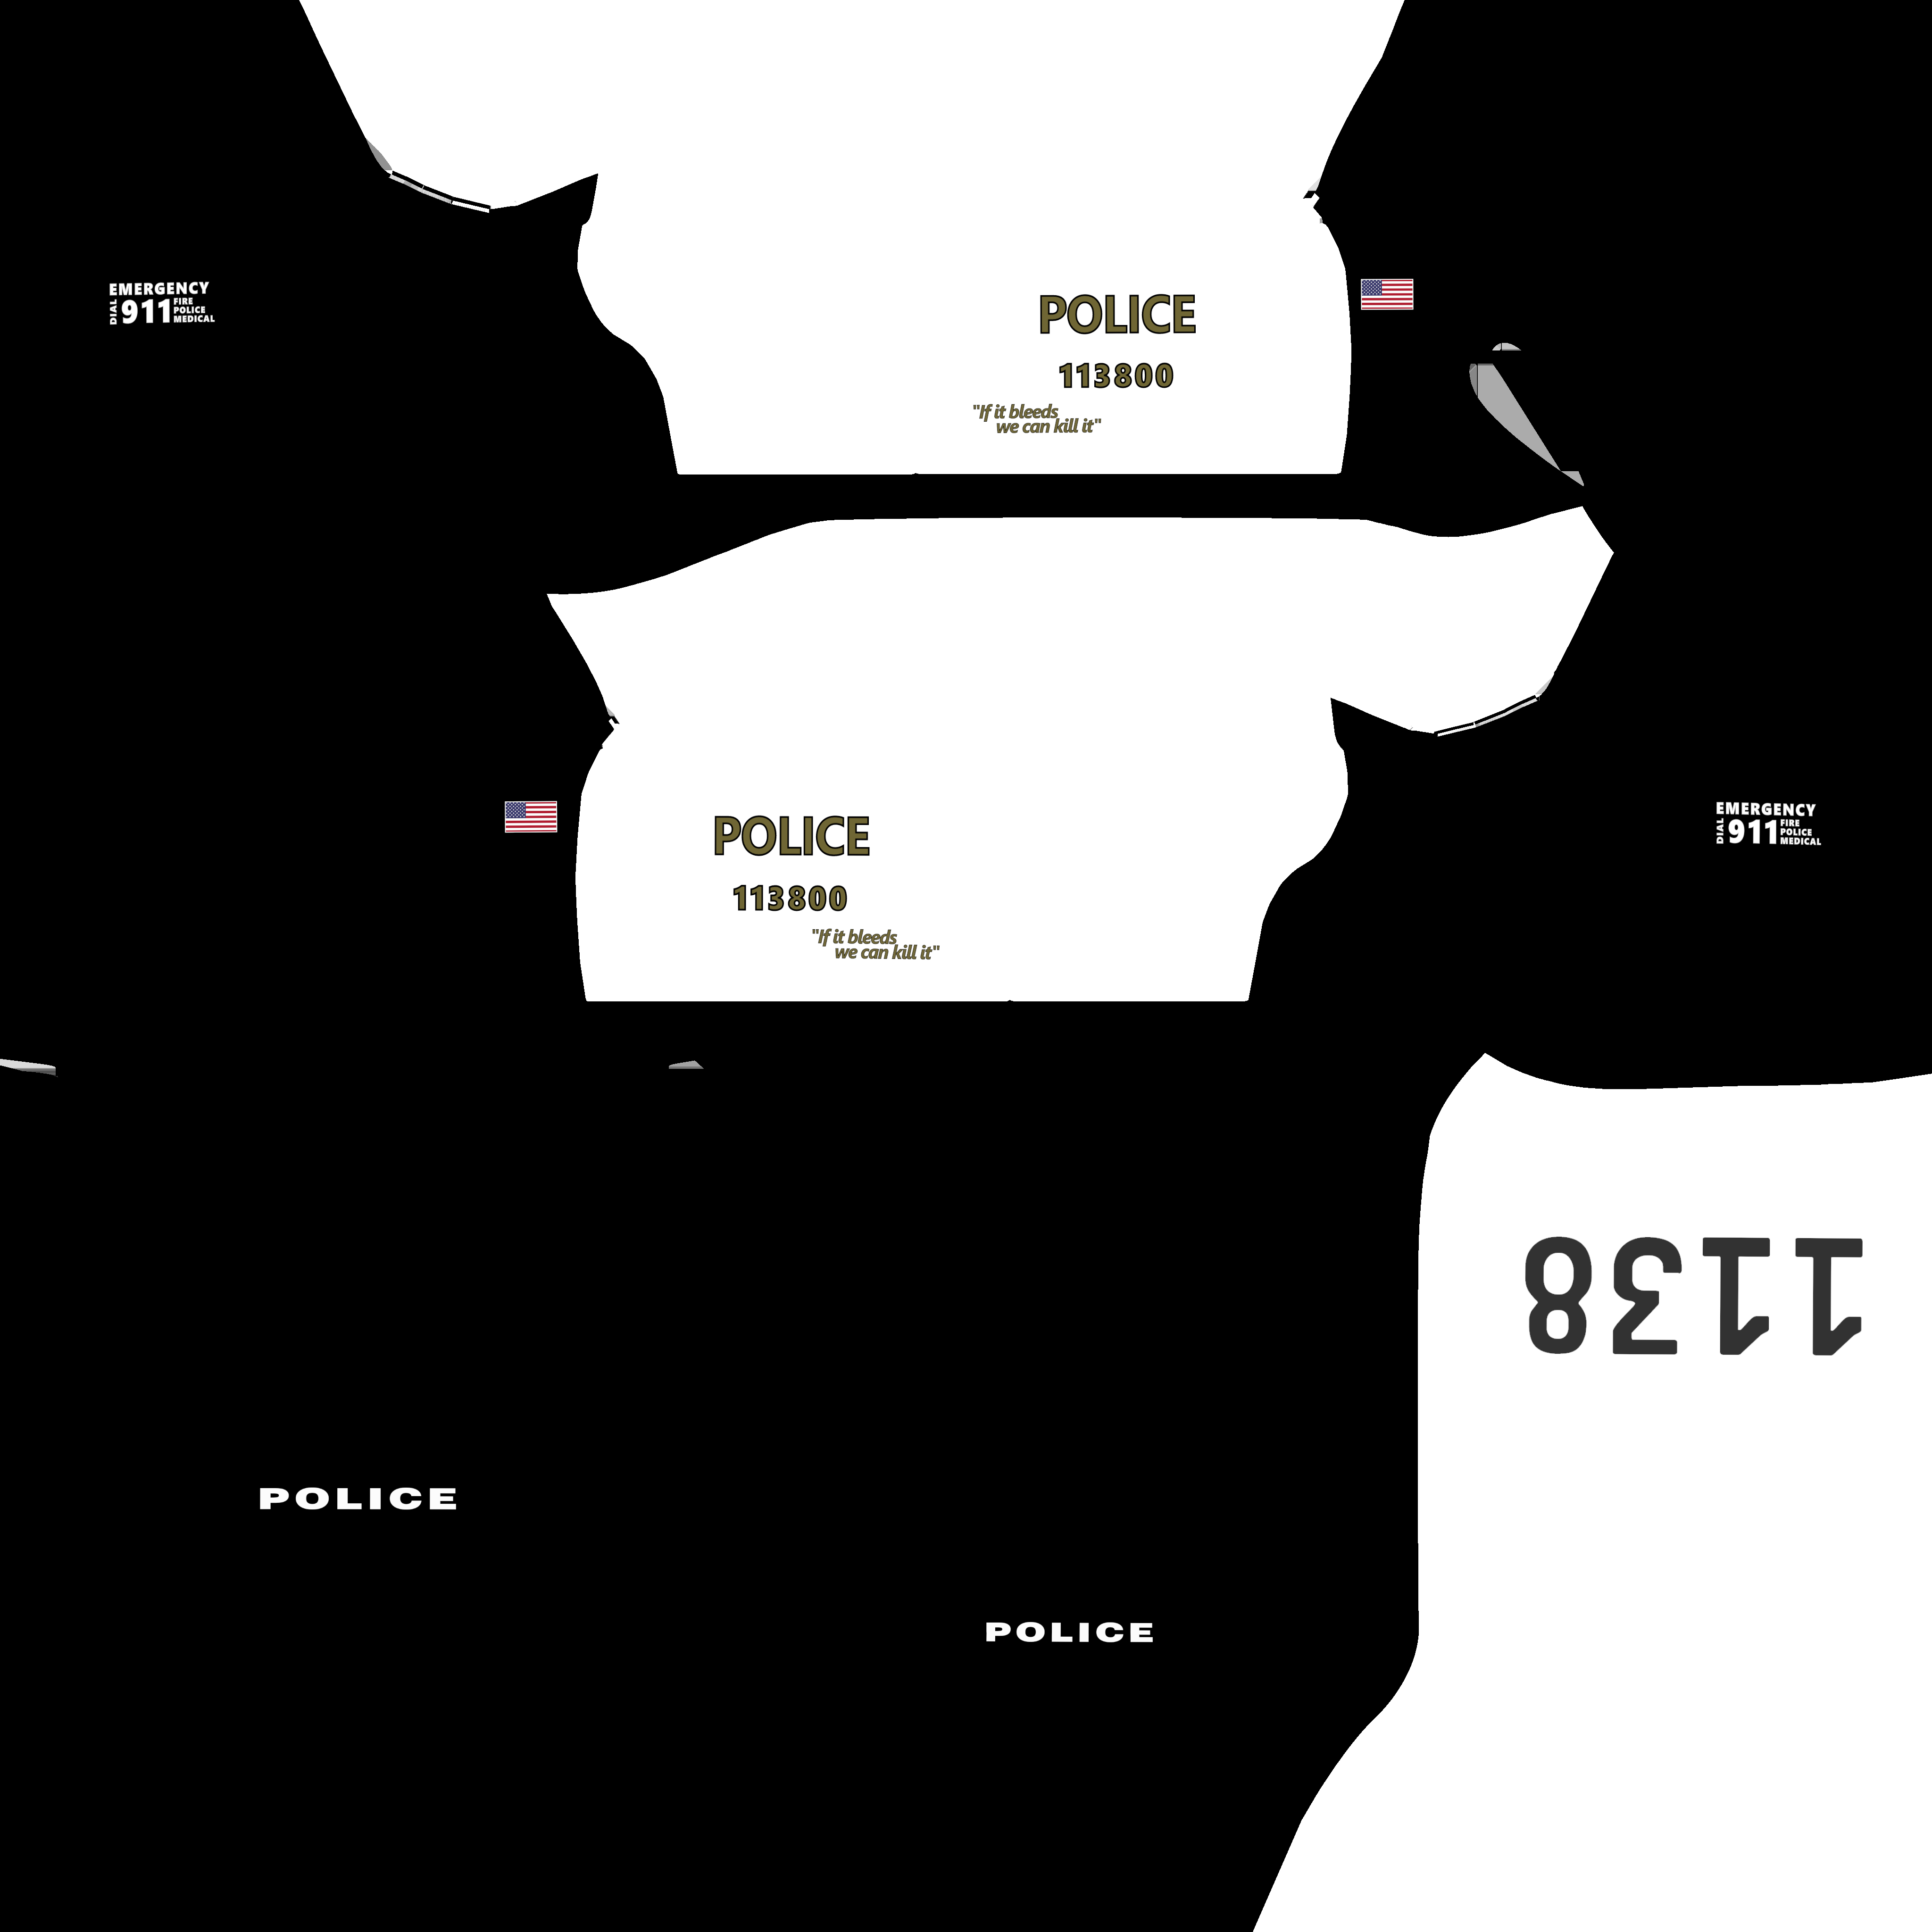 EMERGENCY
DIAL 911 FIRE
POLICE
MEDICAL
POLICE
113800
"If it bleeds
we can kill it"
POLICE
113800
"If it bleeds
we can kill it"
EMERGENCY
DIAL 911 FIRE
POLICE
MEDICAL
1138
POLICE
POLICE